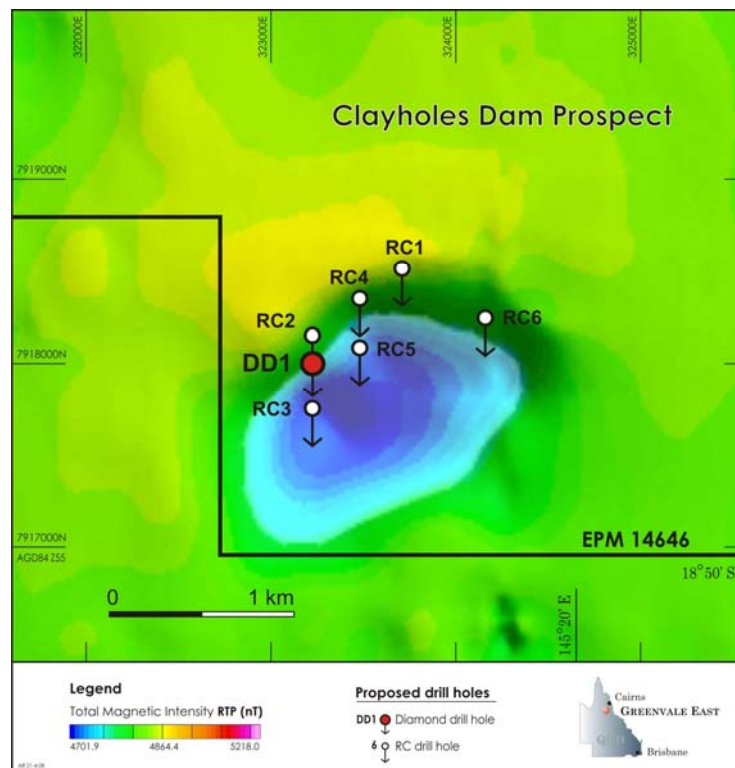 322000E
323000E
324000E
325000E
Clayholes Dam Prospect
7919000N
RC1
RC4
RC2
RC6
7918000N
DD1
RC5
RC3
7917000N
AGD84 Z55
EPM 14646
18°50' S
0 1 km
145°20' E
Legend
Total Magnetic Intensity RTP (nT)
4701.9 4864.4 5218.0
Proposed drill holes
DD1 Diamond drill hole
6 RC drill hole
Cairns
GREENVALE EAST
QLD
Brisbane